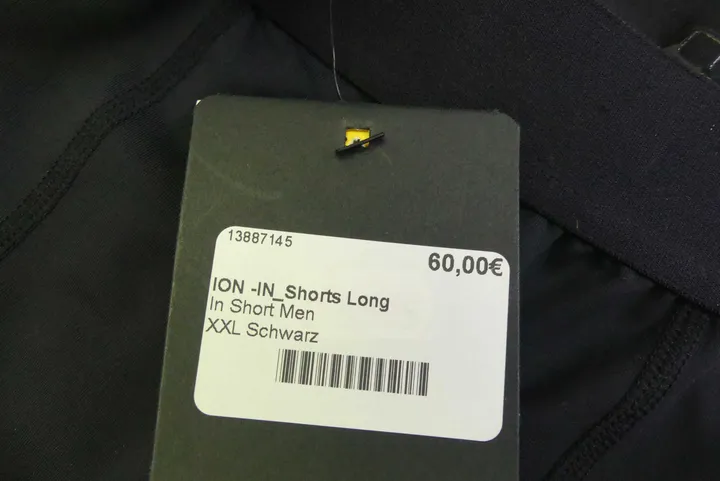 13887145
60,00€
ION -IN_Shorts Long
In Short Men
XXL Schwarz